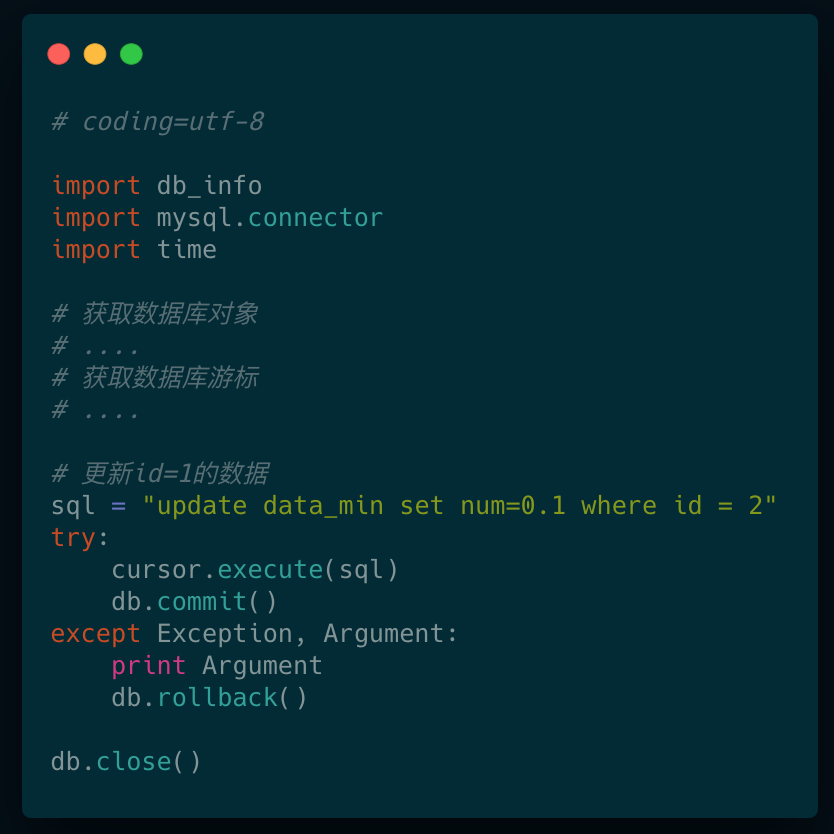 # coding=utf-8
import db_info
import mysql.connector
import time
# 获取数据库对象
# ....
# 获取数据库游标
# ....
# 更新id=1的数据
sql = "update data_min set num=0.1 where id = 2"
try:
    cursor.execute(sql)
    db.commit()
except Exception, Argument:
    print Argument
    db.rollback()
db.close()